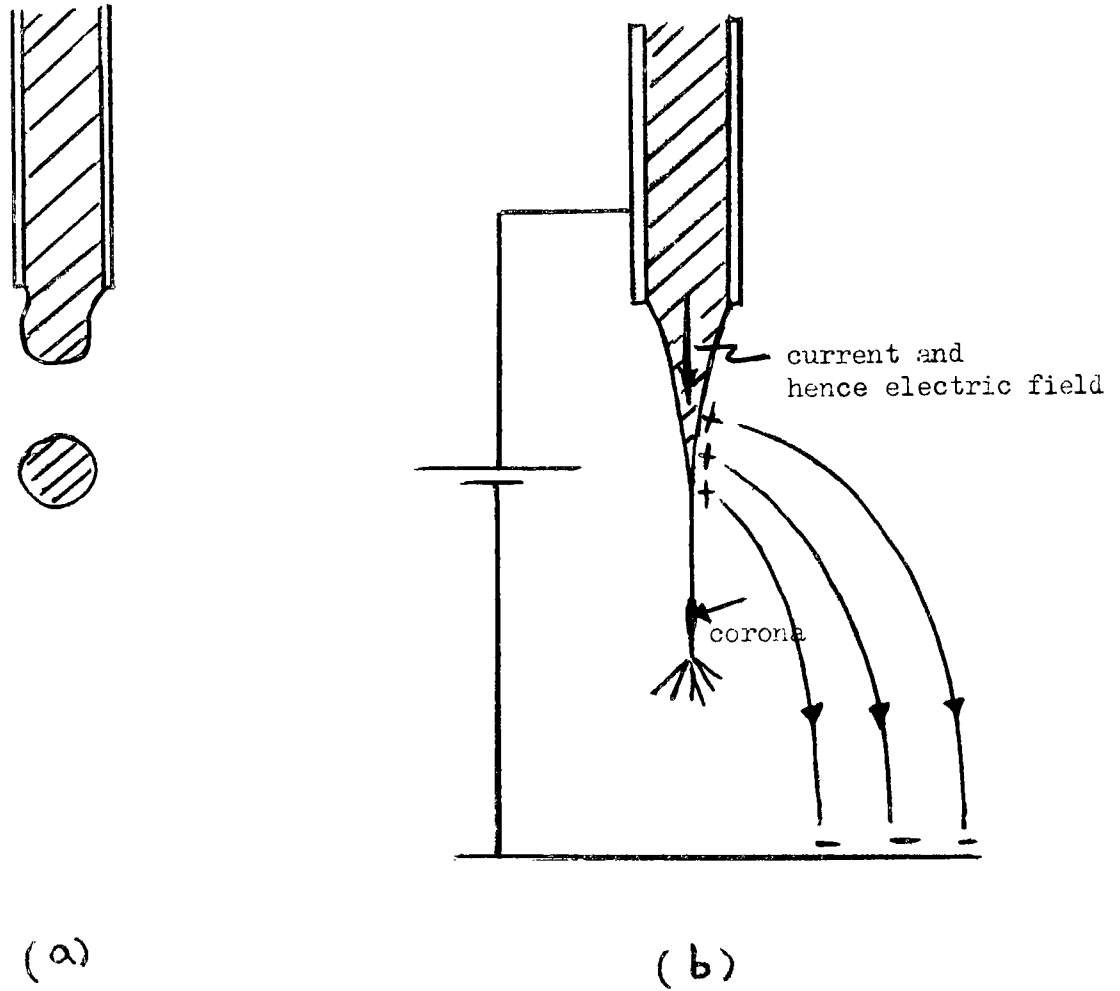 current and
hence electric field
+
+
+
corona
(a)
(b)